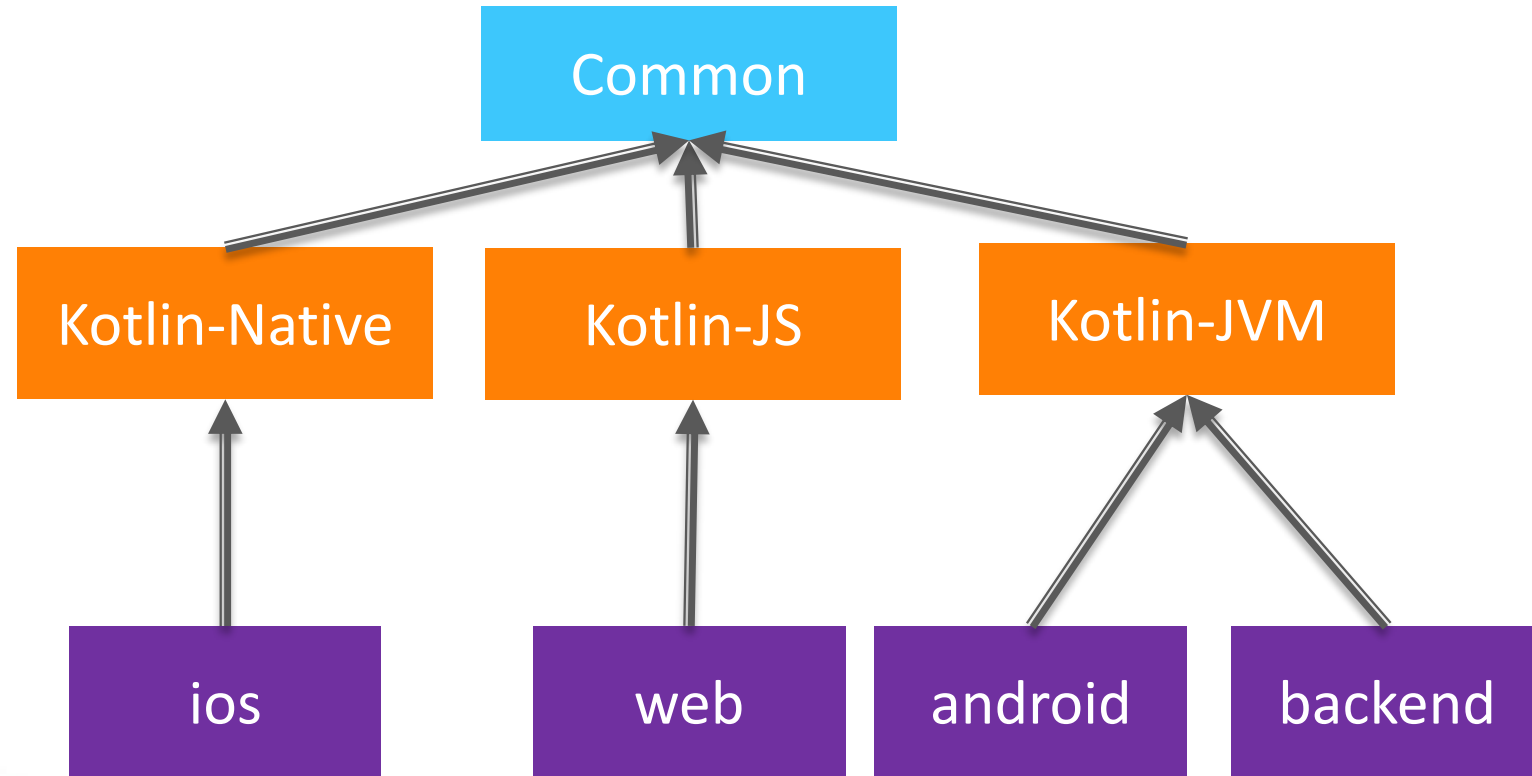 Common
Kotlin-Native
Kotlin-JS
Kotlin-JVM
ios
web
android
backend